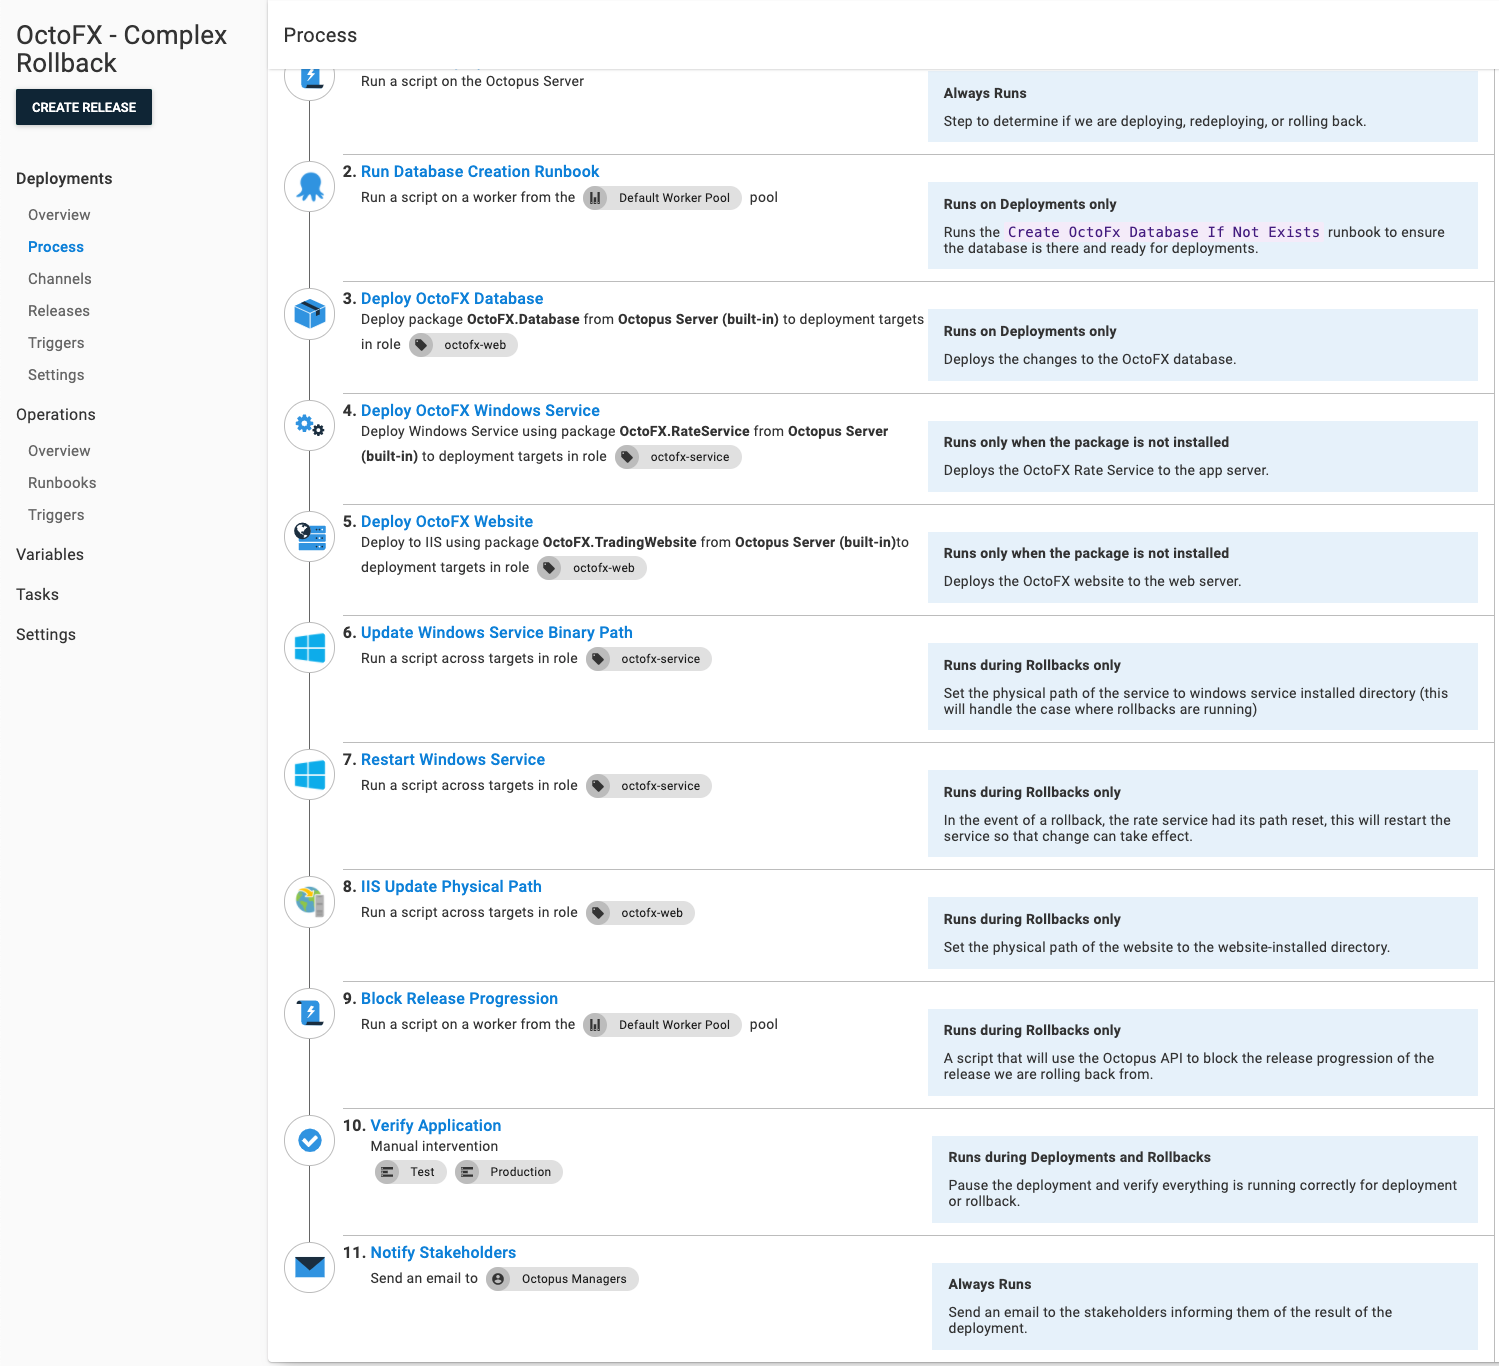 OctoFX - Complex
Rollback
CREATE RELEASE
Deployments
Overview
Process
Channels
Releases
Triggers
Settings
Operations
Overview
Runbooks
Triggers
Variables
Tasks
Settings
Process
Run a script on the Octopus Server
Always Runs
Step to determine if we are deploying, redeploying, or rolling back.
2. Run Database Creation Runbook
Run a script on a worker from the Default Worker Pool pool
Runs on Deployments only
Runs the Create OctoFx Database If Not Exists runbook to ensure
the database is there and ready for deployments.
3. Deploy OctoFX Database
Deploy package OctoFX.Database from Octopus Server (built-in) to deployment targets
in role octofx-web
Runs on Deployments only
Deploys the changes to the OctoFX database.
4. Deploy OctoFX Windows Service
Deploy Windows Service using package OctoFX.RateService from Octopus Server
(built-in) to deployment targets in role octofx-service
Runs only when the package is not installed
Deploys the OctoFX Rate Service to the app server.
5. Deploy OctoFX Website
Deploy to IIS using package OctoFX.TradingWebsite from Octopus Server (built-in)to
deployment targets in role octofx-web
Runs only when the package is not installed
Deploys the OctoFX website to the web server.
6. Update Windows Service Binary Path
Run a script across targets in role octofx-service
Runs during Rollbacks only
Set the physical path of the service to windows service installed directory (this
will handle the case where rollbacks are running)
7. Restart Windows Service
Run a script across targets in role octofx-service
Runs during Rollbacks only
In the event of a rollback, the rate service had its path reset, this will restart the
service so that change can take effect.
8. IIS Update Physical Path
Run a script across targets in role octofx-web
Runs during Rollbacks only
Set the physical path of the website to the website-installed directory.
9. Block Release Progression
Run a script on a worker from the Default Worker Pool pool
Runs during Rollbacks only
A script that will use the Octopus API to block the release progression of the
release we are rolling back from.
10. Verify Application
Manual intervention
Test Production
Runs during Deployments and Rollbacks
Pause the deployment and verify everything is running correctly for deployment
or rollback.
11. Notify Stakeholders
Send an email to Octopus Managers
Always Runs
Send an email to the stakeholders informing them of the result of the
deployment.